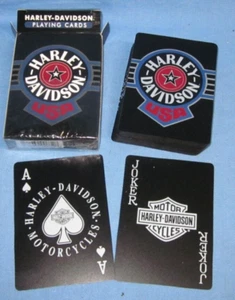 HARLEY-DAVIDSON
PLAYING CARDS
HARLEY-
DAVIDSON
USA
HARLEY-
DAVIDSON
USA
A
HARLEY-DAVIDSON
MOTORCYCLES
A
JOKER
MOTOR
HARLEY-DAVIDSON
CYCLES
JOKER